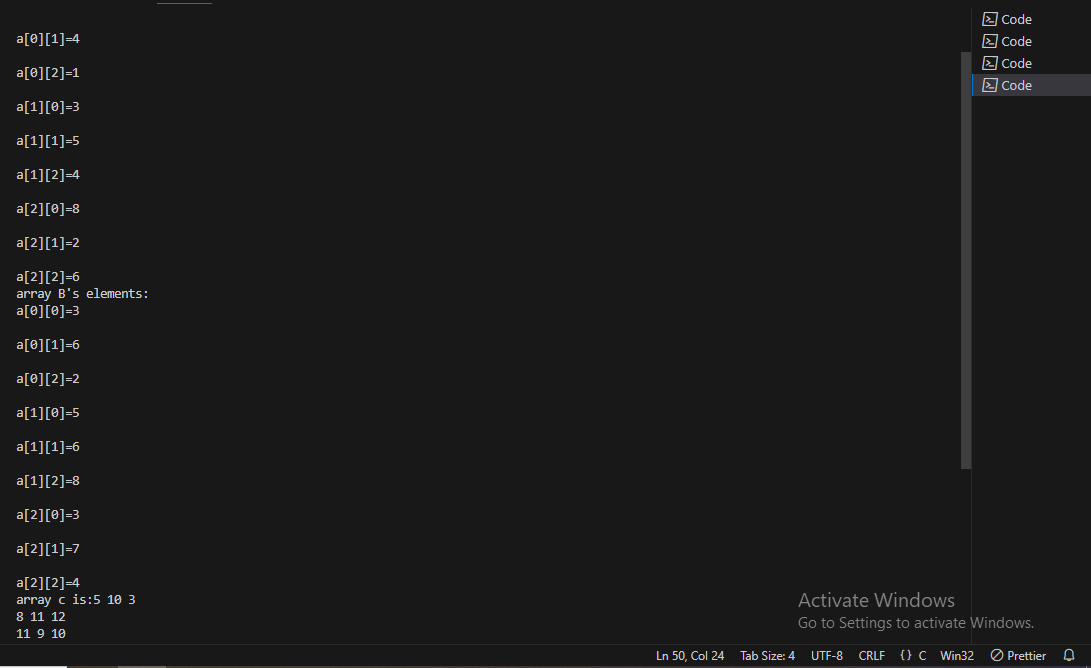 a[0][1]=4
a[0][2]=1
a[1][0]=3
a[1][1]=5
a[1][2]=4
a[2][0]=8
a[2][1]=2
a[2][2]=6
array B's elements:
a[0][0]=3
a[0][1]=6
a[0][2]=2
a[1][0]=5
a[1][1]=6
a[1][2]=8
a[2][0]=3
a[2][1]=7
a[2][2]=4
array c is:5 10 3
8 11 12
11 9 10
Code
Code
Code
Code
Activate Windows
Go to Settings to activate Windows.
Ln 50, Col 24 Tab Size: 4 UTF-8 CRLF {} C Win32 Prettier